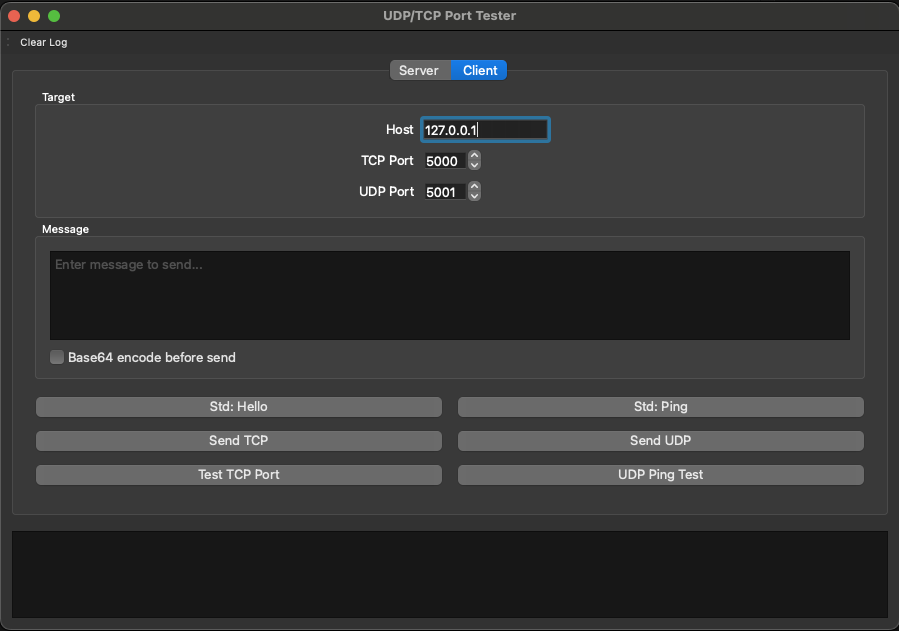 UDP/TCP Port Tester
Clear Log
Server Client
Target
Host 127.0.0.1
TCP Port 5000
UDP Port 5001
Message
Enter message to send...
Base64 encode before send
Std: Hello Std: Ping
Send TCP Send UDP
Test TCP Port UDP Ping Test